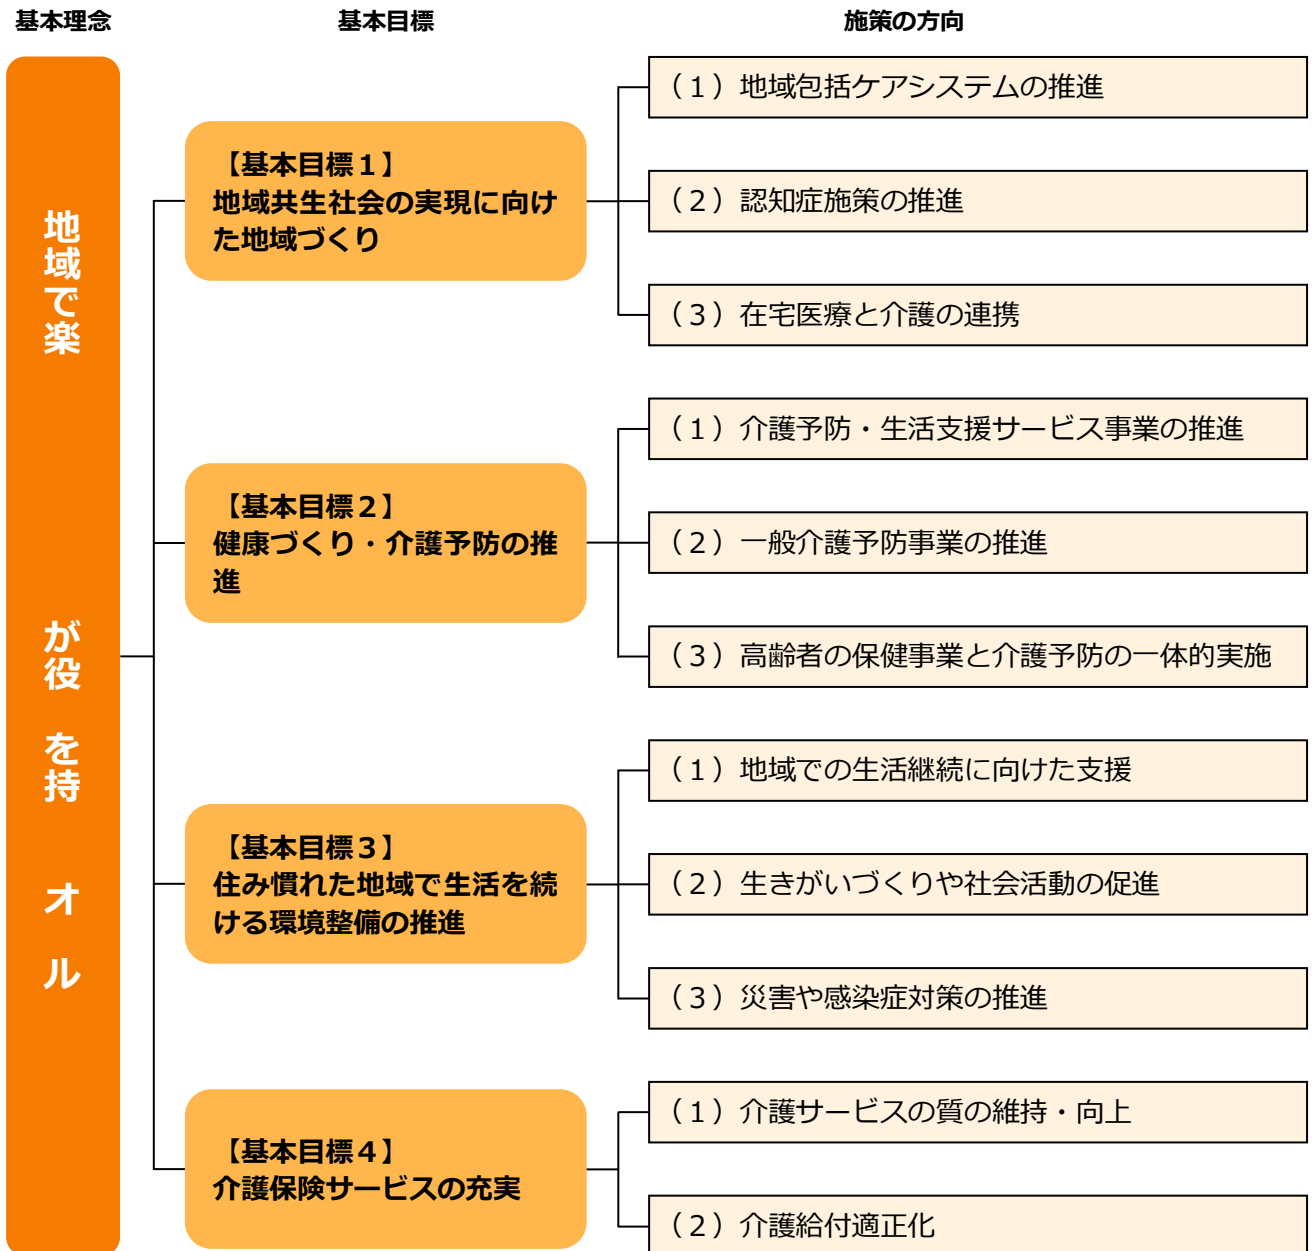 基本理念
基本目標
施策の方向
地域で楽 が役 を持 オ ル
【基本目標１】
地域共生社会の実現に向け
た地域づくり
（１）地域包括ケアシステムの推進
（２）認知症施策の推進
（３）在宅医療と介護の連携
【基本目標２】
健康づくり・介護予防の推
進
（１）介護予防・生活支援サービス事業の推進
（２）一般介護予防事業の推進
（３）高齢者の保健事業と介護予防の一体的実施
【基本目標３】
住み慣れた地域で生活を続
ける環境整備の推進
（１）地域での生活継続に向けた支援
（２）生きがいづくりや社会活動の促進
（３）災害や感染症対策の推進
【基本目標４】
介護保険サービスの充実
（１）介護サービスの質の維持・向上
（２）介護給付適正化